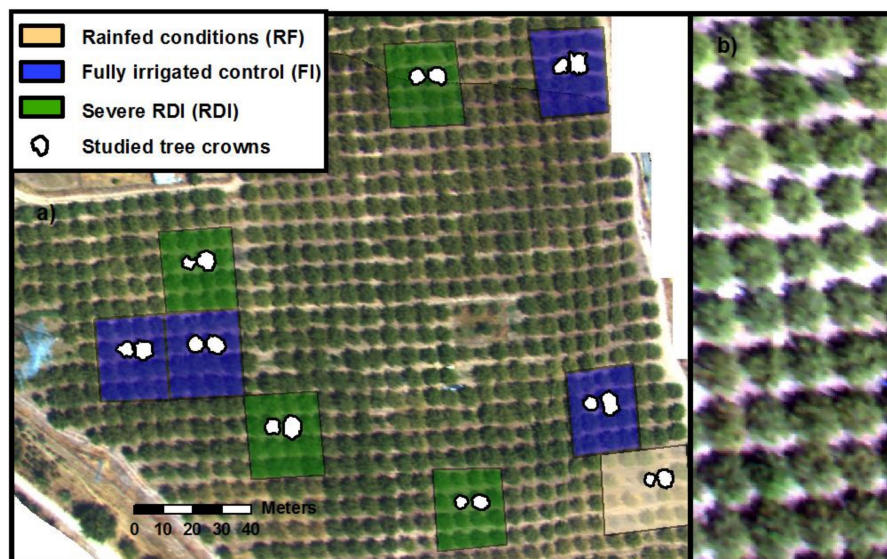 Rainfed conditions (RF)
Fully irrigated control (FI)
Severe RDI (RDI)
Studied tree crowns
a)
b)
Meters
0 10 20 30 40